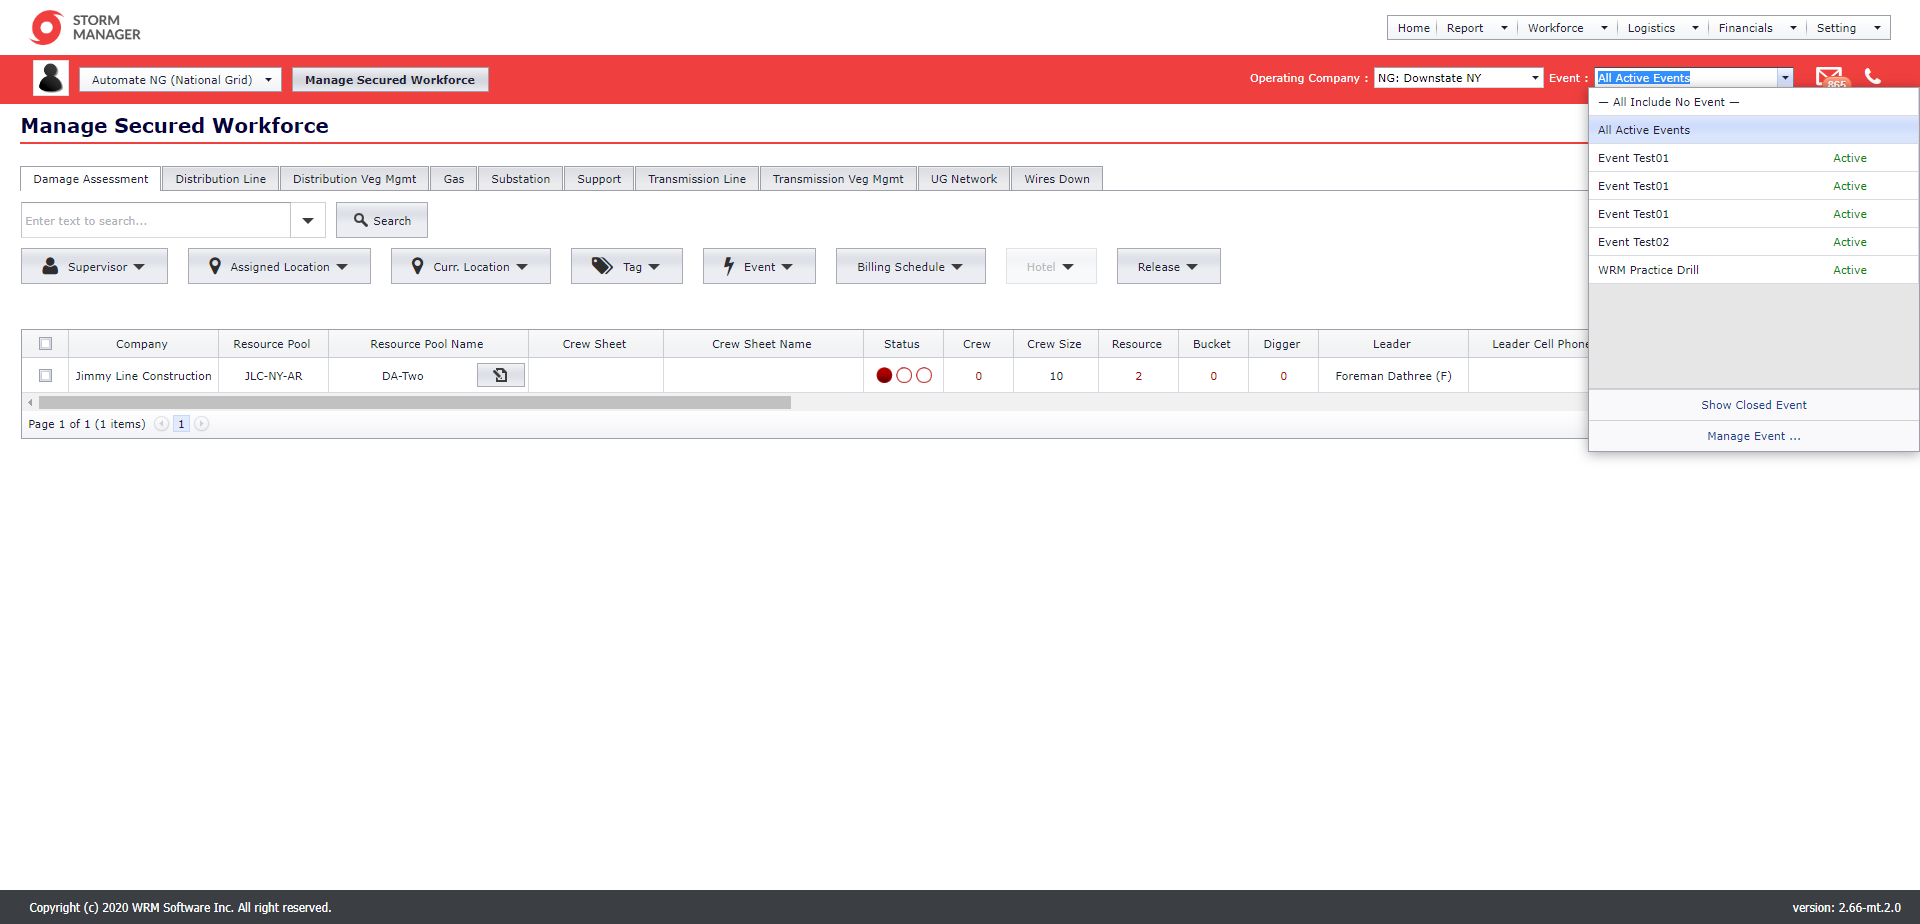 STORM
MANAGER
Home Report Workforce Logistics Financials Setting
Automate NG (National Grid) Manage Secured Workforce Operating Company : NG: Downstate NY Event : All Active Events 865
Manage Secured Workforce
— All Include No Event —
All Active Events
Event Test01 Active
Event Test01 Active
Event Test01 Active
Event Test02 Active
WRM Practice Drill Active
Show Closed Event
Manage Event ...
Damage Assessment Distribution Line Distribution Veg Mgmt Gas Substation Support Transmission Line Transmission Veg Mgmt UG Network Wires Down
Enter text to search... Search
Supervisor Assigned Location Curr. Location Tag Event Billing Schedule Hotel Release
Company Resource Pool Resource Pool Name Crew Sheet Crew Sheet Name Status Crew Crew Size Resource Bucket Digger Leader Leader Cell Phone
Jimmy Line Construction JLC-NY-AR DA-Two 0 10 2 0 0 Foreman Dathree (F)
Page 1 of 1 (1 items) 1
Copyright (c) 2020 WRM Software Inc. All right reserved. version: 2.66-mt.2.0